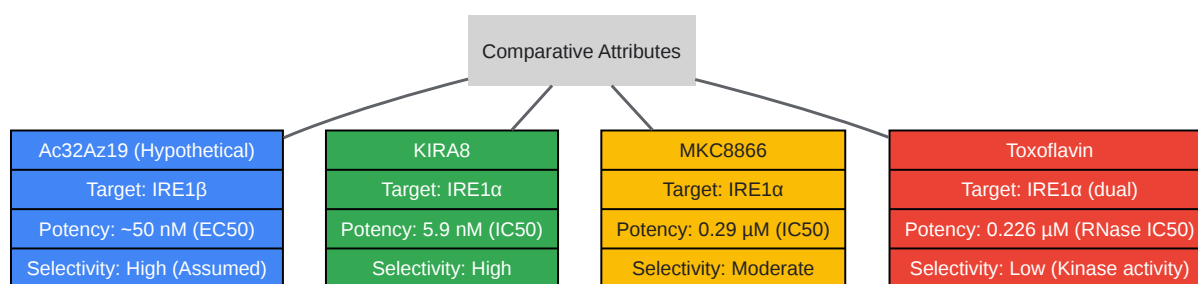 Comparative Attributes
Ac32Az19 (Hypothetical)
Target: IRE1β
Potency: ~50 nM (EC50)
Selectivity: High (Assumed)
KIRA8
Target: IRE1α
Potency: 5.9 nM (IC50)
Selectivity: High
MKC8866
Target: IRE1α
Potency: 0.29 µM (IC50)
Selectivity: Moderate
Toxoflavin
Target: IRE1α (dual)
Potency: 0.226 µM (RNase IC50)
Selectivity: Low (Kinase activity)